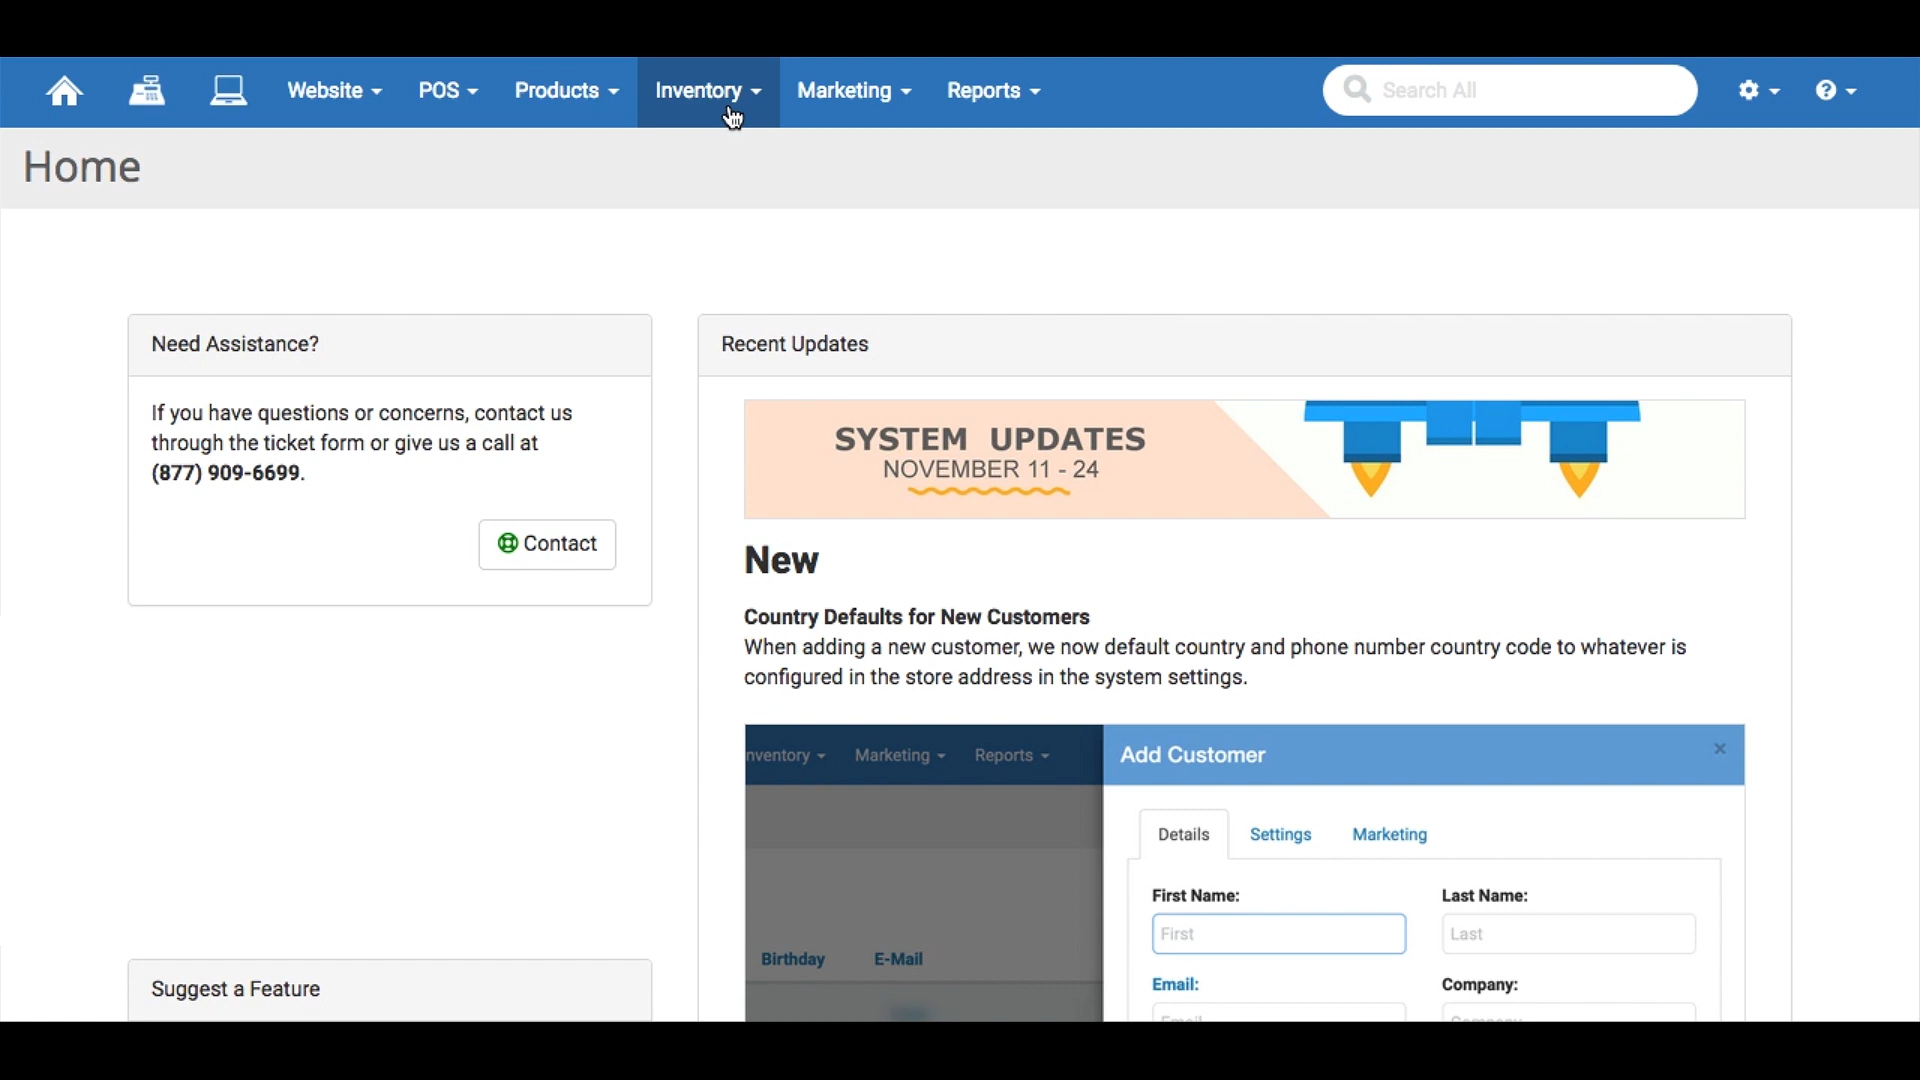 Website POS Products Inventory Marketing Reports Search All
Home
Need Assistance?
If you have questions or concerns, contact us
through the ticket form or give us a call at
(877) 909-6699.
Contact
Suggest a Feature
Recent Updates
SYSTEM UPDATES
NOVEMBER 11 - 24
New
Country Defaults for New Customers
When adding a new customer, we now default country and phone number country code to whatever is
configured in the store address in the system settings.
nventory Marketing Reports
Birthday E-Mail
Add Customer ×
Details Settings Marketing
First Name: Last Name:
First Last
Email: Company: